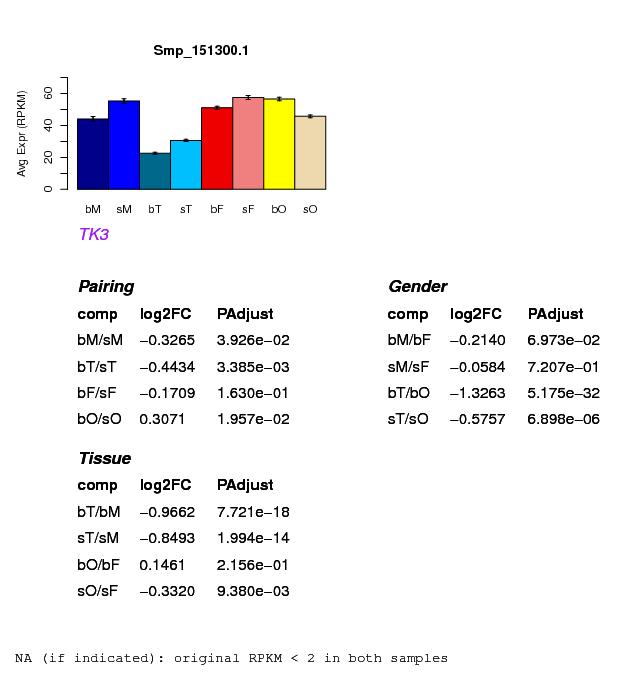 Smp_151300.1
Avg Expr (RPKM)
60
40
20
0
bM sM bT sT bF sF bO sO
TK3
Pairing
comp log2FC PAdjust
bM/sM −0.3265 3.926e−02
bT/sT −0.4434 3.385e−03
bF/sF −0.1709 1.630e−01
bO/sO 0.3071 1.957e−02
Gender
comp log2FC PAdjust
bM/bF −0.2140 6.973e−02
sM/sF −0.0584 7.207e−01
bT/bO −1.3263 5.175e−32
sT/sO −0.5757 6.898e−06
Tissue
comp log2FC PAdjust
bT/bM −0.9662 7.721e−18
sT/sM −0.8493 1.994e−14
bO/bF 0.1461 2.156e−01
sO/sF −0.3320 9.380e−03
NA (if indicated): original RPKM < 2 in both samples